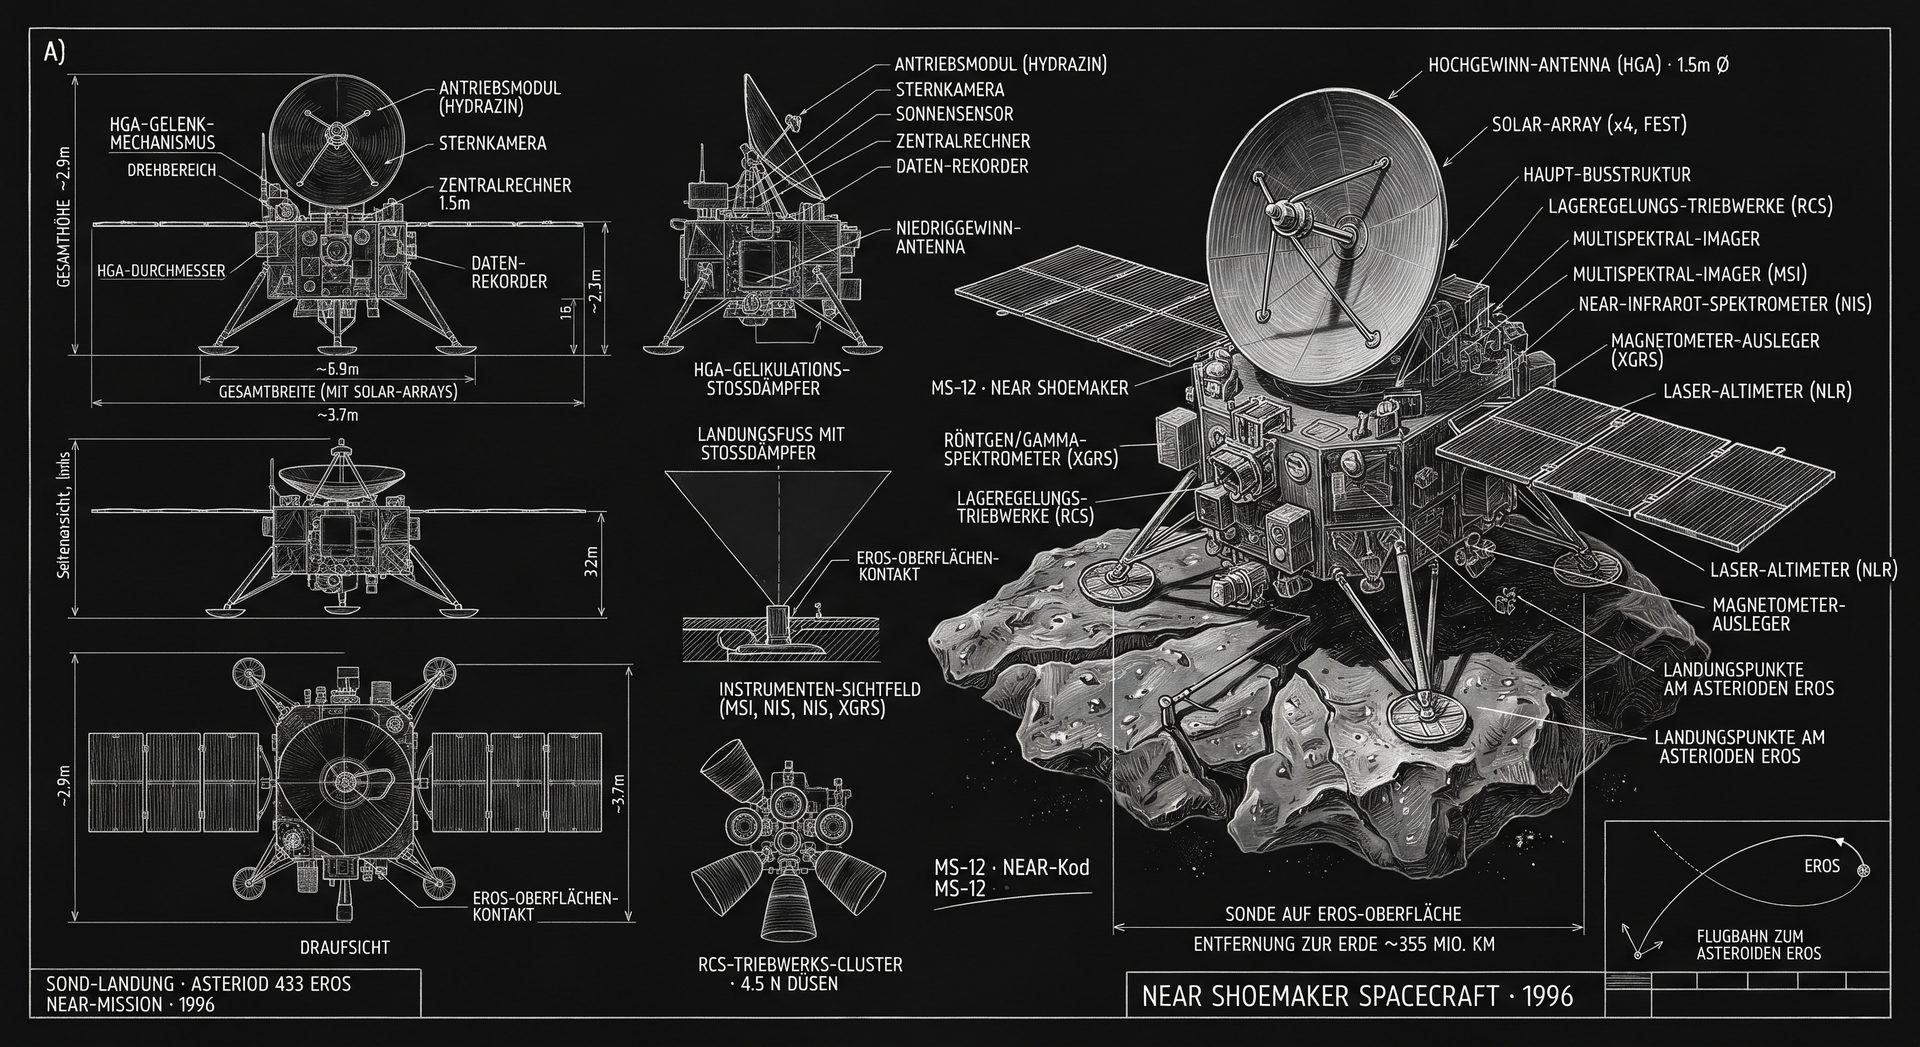 A)
GESAMTHÖHE ~2.9m
HGA-GELENK-
MECHANISMUS
DREHBEREICH
HGA-DURCHMESSER
ANTRIEBSMODUL
(HYDRAZIN)
STERNKAMERA
ZENTRALRECHNER
1.5m
DATEN-
REKORDER
16
~2,3m
~6.9m
GESAMTBREITE (MIT SOLAR-ARRAYS)
~3.7m
ANTRIEBSMODUL (HYDRAZIN)
STERNKAMERA
SONNENSENSOR
ZENTRALRECHNER
DATEN-REKORDER
NIEDRIGGEWINN-
ANTENNA
HGA-GELIKULATIONS-
STOSSDÄMPFER
Seitenansicht,
32m
LANDUNGSFUSS MIT
STOSSDÄMPFER
EROS-OBERFLÄCHEN-
KONTAKT
INSTRUMENTEN-SICHTFELD
(MSI, NIS, NIS, XGRS)
~2.9m
~3.7m
EROS-OBERFLÄCHEN-
KONTAKT
DRAUFSICHT
RCS-TRIEBWERKS-CLUSTER
· 4.5 N DÜSEN
SOND-LANDUNG · ASTERIOD 433 EROS
NEAR-MISSION · 1996
HOCHGEWINN-ANTENNA (HGA) · 1.5m Ø
SOLAR-ARRAY (x4, FEST)
HAUPT-BUSSTRUKTUR
LAGEREGELUNGS-TRIEBWERKE (RCS)
MULTISPEKTRAL-IMAGER
MULTISPEKTRAL-IMAGER (MSI)
NEAR-INFRAROT-SPEKTROMETER (NIS)
MAGNETOMETER-AUSLEGER
(XGRS)
LASER-ALTIMETER (NLR)
MS-12 · NEAR SHOEMAKER
RÖNTGEN/GAMMA-
SPEKTROMETER (XGRS)
LAGEREGELUNGS-
TRIEBWERKE (RCS)
LASER-ALTIMETER (NLR)
MAGNETOMETER-
AUSLEGER
LANDUNGSPUNKTE
AM ASTERIODEN EROS
LANDUNGSPUNKTE AM
ASTERIODEN EROS
MS-12 · NEAR-Kod
MS-12
SONDE AUF EROS-OBERFLÄCHE
ENTFERNUNG ZUR ERDE ~355 MIO. KM
EROS
FLUGBAHN ZUM
ASTEROIDEN EROS
NEAR SHOEMAKER SPACECRAFT · 1996